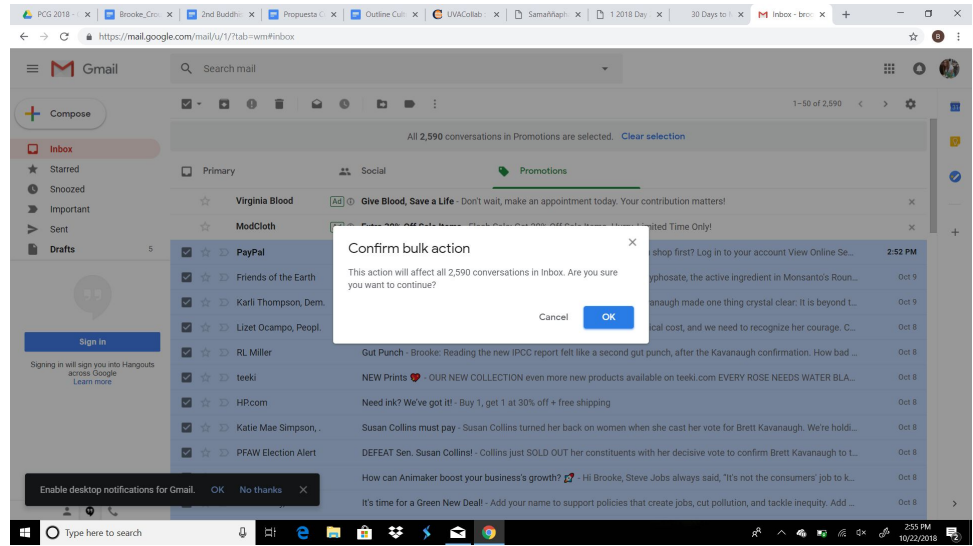 PCG 2018 -
Brooke_Crou
2nd Buddhi
Propuesta C
Outline Cult
UVACollab :
Samaññaph
1 2018 Day
30 Days to
Inbox - broo
https://mail.google.com/mail/u/1/?tab=wm#inbox
B
Gmail
Search mail
Compose
1–50 of 2,590
31
All 2,590 conversations in Promotions are selected. Clear selection
Inbox
Starred
Snoozed
Important
Sent
Drafts 5
Primary
Social
Promotions
Virginia Blood Ad Give Blood, Save a Life - Don't wait, make an appointment today. Your contribution matters!
ModCloth
Time Only!
PayPal shop first? Log in to your account View Online Se... 2:52 PM
Friends of the Earth yphosate, the active ingredient in Monsanto's Roun... Oct 9
Karli Thompson, Dem. anaugh made one thing crystal clear: It is beyond t... Oct 9
Lizet Ocampo, Peopl. ical cost, and we need to recognize her courage. C... Oct 8
RL Miller Gut Punch - Brooke: Reading the new IPCC report felt like a second gut punch, after the Kavanaugh confirmation. How bad ... Oct 8
teeki NEW Prints 💖 - OUR NEW COLLECTION even more new products available on teeki.com EVERY ROSE NEEDS WATER BLA... Oct 8
HP.com Need ink? We've got it! - Buy 1, get 1 at 30% off + free shipping Oct 8
Katie Mae Simpson, . Susan Collins must pay - Susan Collins turned her back on women when she cast her vote for Brett Kavanaugh. We're holdi... Oct 8
PFAW Election Alert DEFEAT Sen. Susan Collins! - Collins just SOLD OUT her constituents with her decisive vote to confirm Brett Kavanaugh to t... Oct 8
How can Animaker boost your business's growth? 🚀 - Hi Brooke, Steve Jobs always said, "It's not the consumers' job to k... Oct 8
It's time for a Green New Deal! - Add your name to support policies that create jobs, cut pollution, and tackle inequity. Add ... Oct 8
Confirm bulk action
This action will affect all 2,590 conversations in Inbox. Are you sure
you want to continue?
Cancel OK
Sign in
Signing in will sign you into Hangouts
across Google
Learn more
Enable desktop notifications for Gmail. OK No thanks
Type here to search
2:55 PM
10/22/2018
2